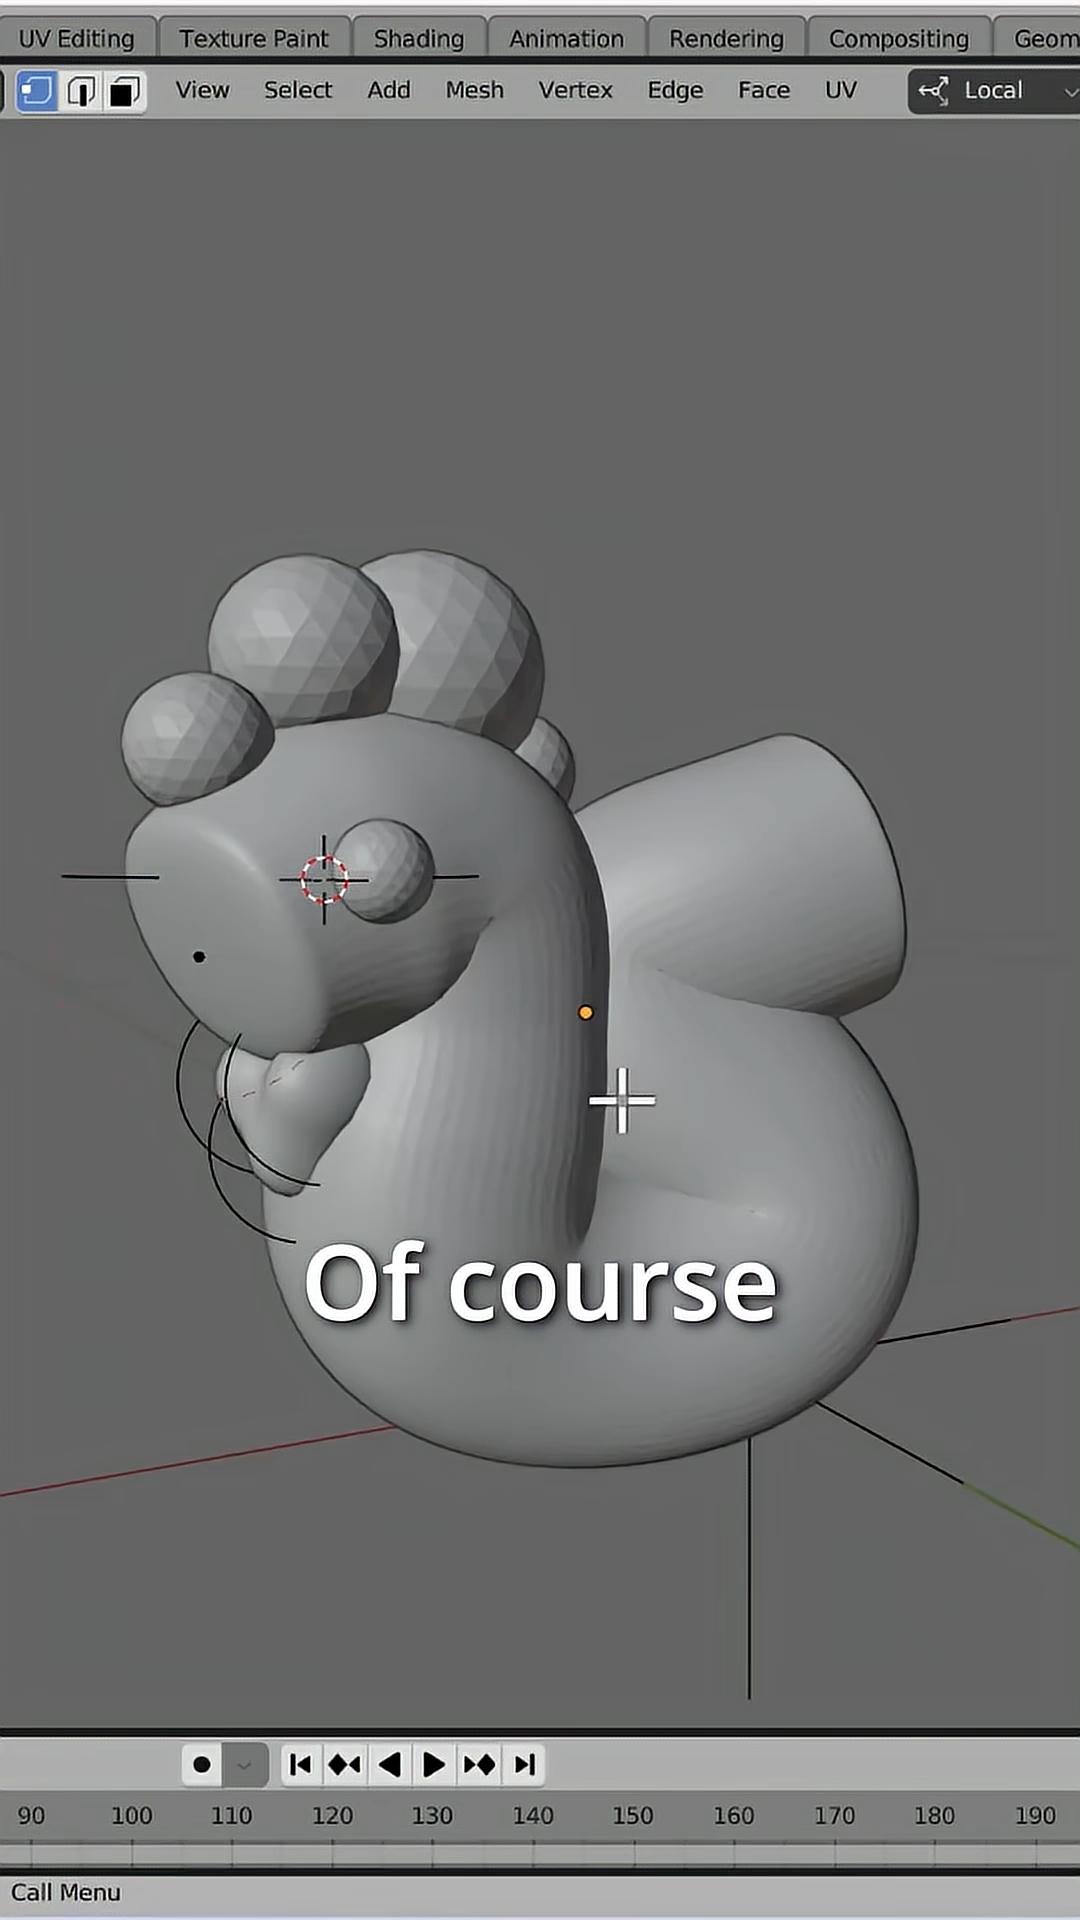 UV Editing Texture Paint Shading Animation Rendering Compositing Geom
View Select Add Mesh Vertex Edge Face UV Local
Of course
90 100 110 120 130 140 150 160 170 180 190
Call Menu